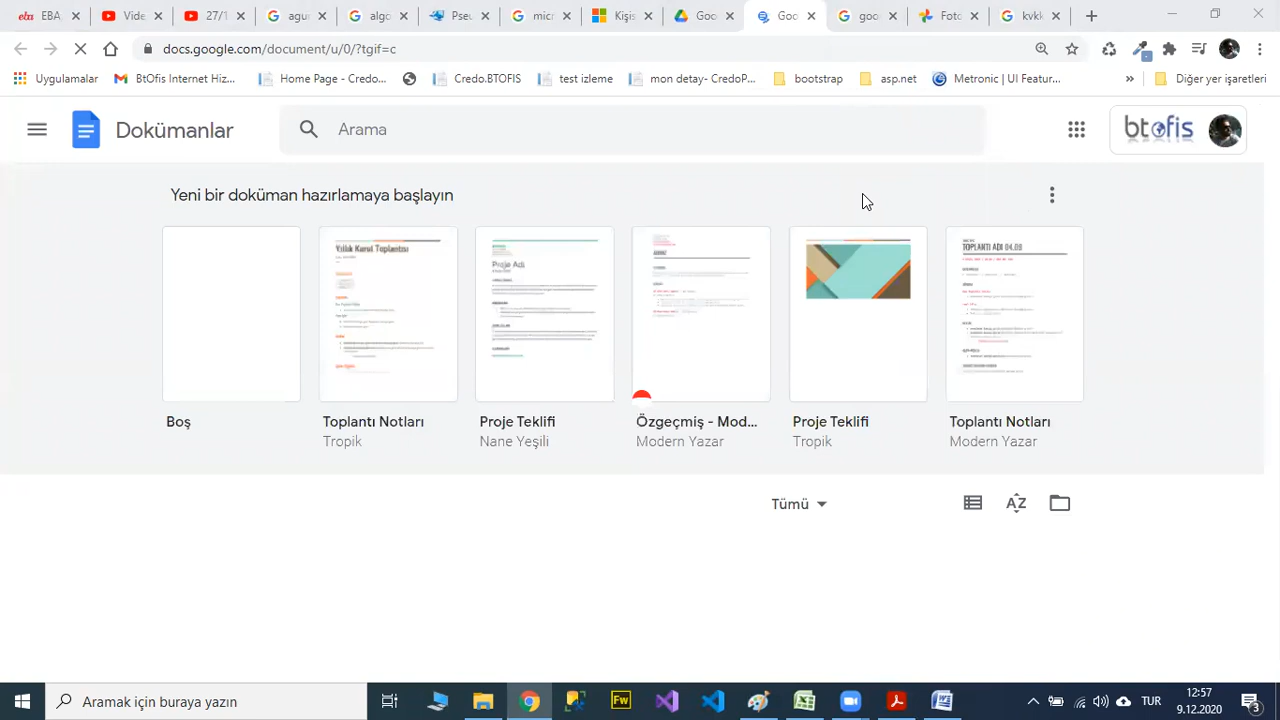 EBA
Vide
27/1
agu
algo
Pseu
micr
Kişis
Goo
Goo
goo
Foto
kvkk
docs.google.com/document/u/0/?tgif=c
Uygulamalar
BtOfis Internet Hiz...
Home Page - Credo...
Credo.BTOFIS
test izleme
mon detay- CredoP...
bootstrap
asp.net
Metronic | UI Featur...
»
Diğer yer işaretleri
Dokümanlar
Arama
btofis
Yeni bir doküman hazırlamaya başlayın
Yıllık Kurul Toplantısı
Proje Adı
TOPLANTI ADI
Boş
Toplantı Notları
Tropik
Proje Teklifi
Nane Yeşili
Özgeçmiş - Mod...
Modern Yazar
Proje Teklifi
Tropik
Toplantı Notları
Modern Yazar
Tümü
AZ
Aramak için buraya yazın
Fw
TUR
12:57
9.12.2020
3